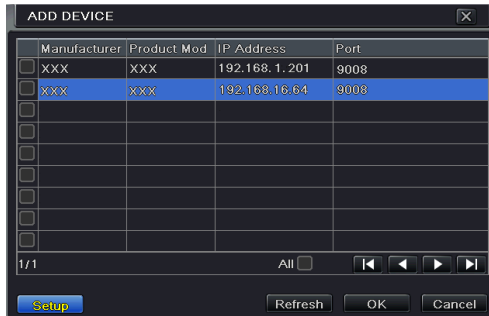 ADD DEVICE
Manufacturer Product Mod IP Address Port
XXX XXX 192.168.1.201 9008
XXX XXX 192.168.16.64 9008
1/1 All
Setup Refresh OK Cancel